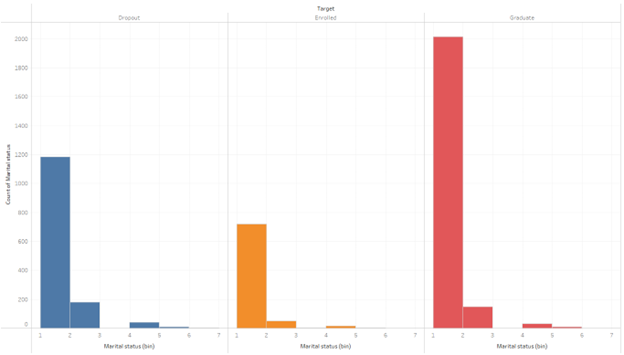 Target
Dropout Enrolled Graduate
2000
1800
1600
1400
1200
1000
800
600
400
200
0
Count of Marital status
1 2 3 4 5 6 7 1 2 3 4 5 6 7 1 2 3 4 5 6 7
Marital status (bin) Marital status (bin) Marital status (bin)